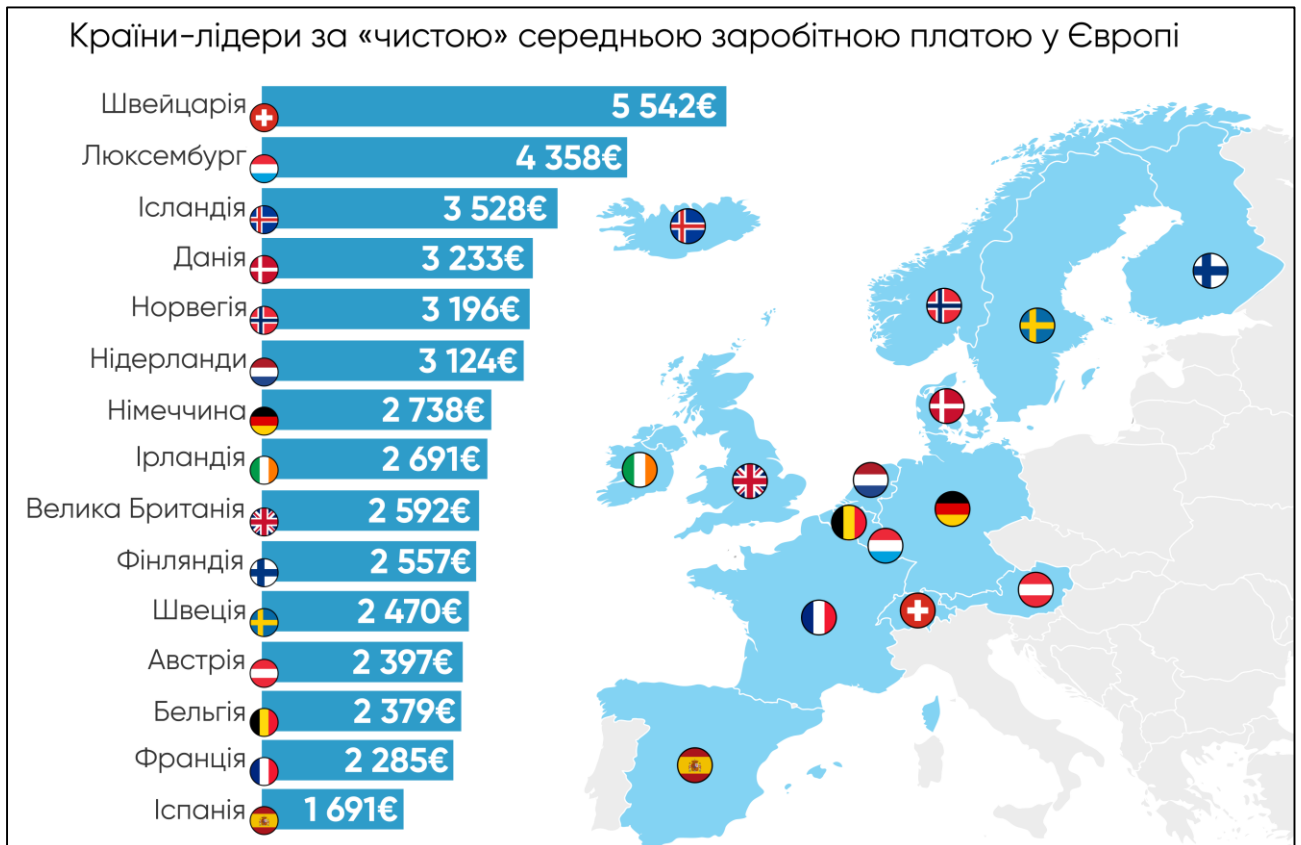 Країни-лідери за «чистою» середньою заробітною платою у Європі
Швейцарія 5 542€
Люксембург 4 358€
Ісландія 3 528€
Данія 3 233€
Норвегія 3 196€
Нідерланди 3 124€
Німеччина 2 738€
Ірландія 2 691€
Велика Британія 2 592€
Фінляндія 2 557€
Швеція 2 470€
Австрія 2 397€
Бельгія 2 379€
Франція 2 285€
Іспанія 1 691€